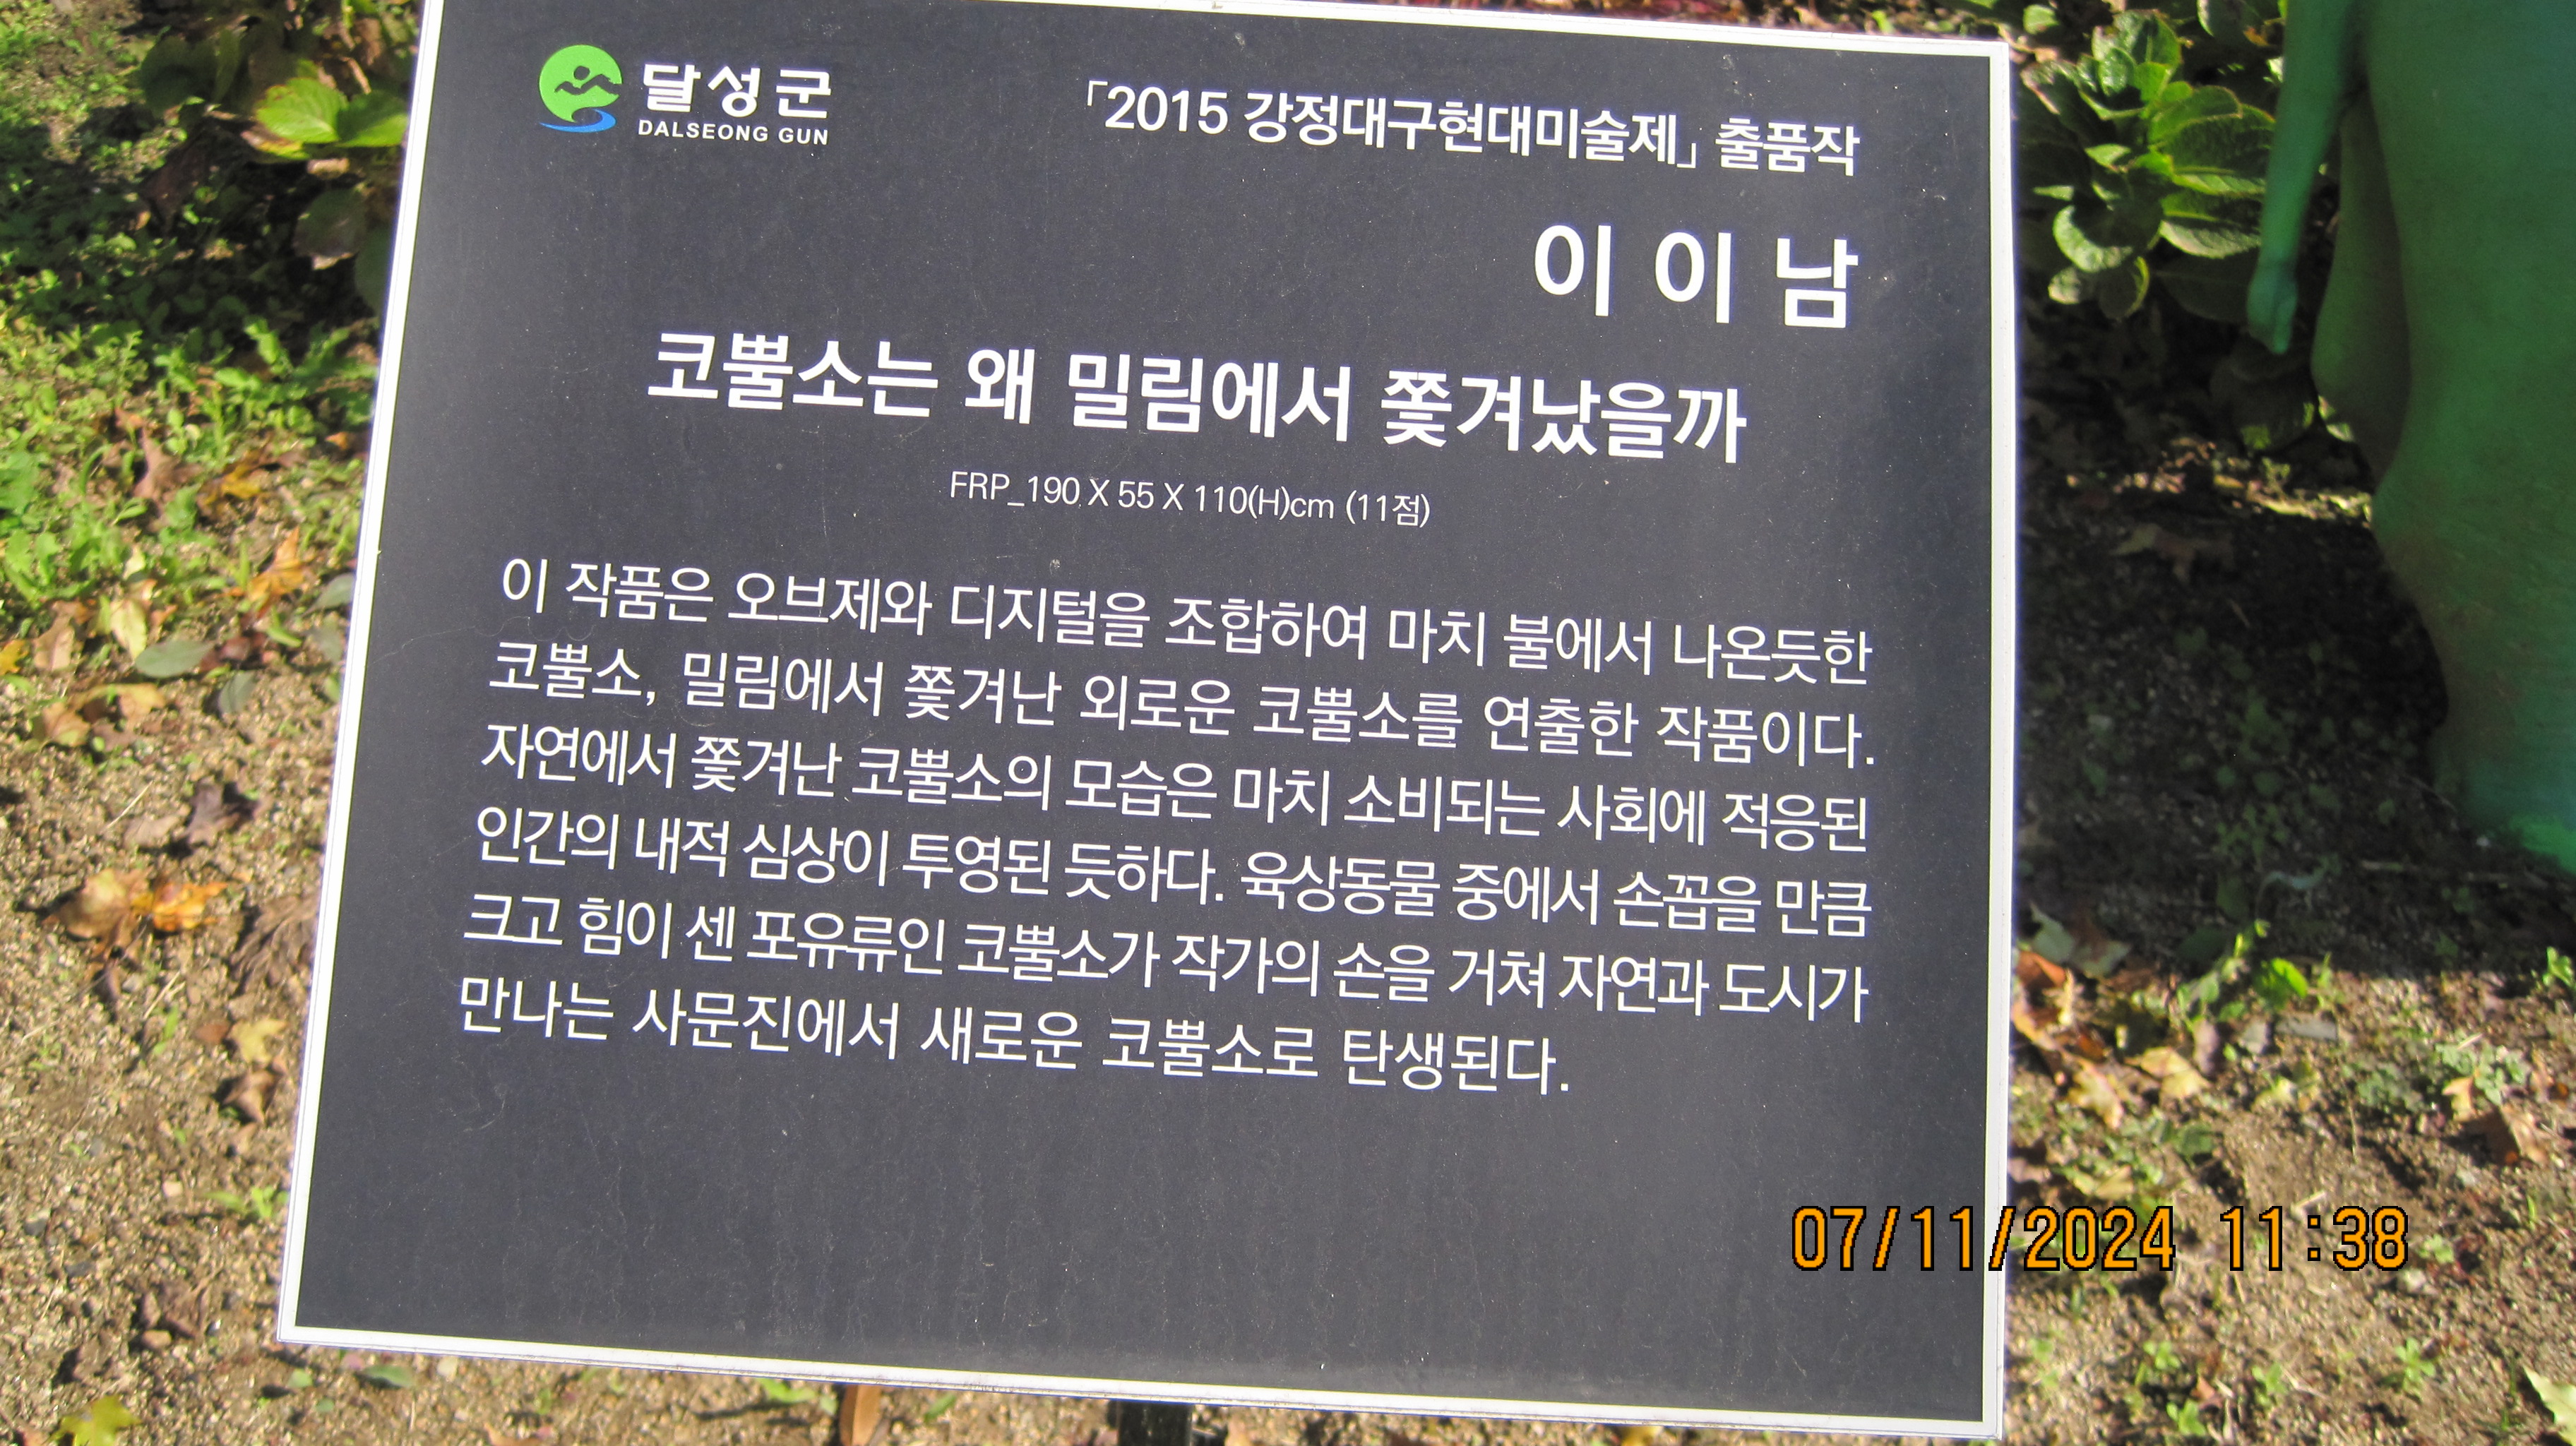 달성군
DALSEONG GUN
「2015 강정대구현대미술제」 출품작
이이남
코뿔소는 왜 밀림에서 쫓겨났을까
FRP_190 X 55 X 110(H)cm (11점)
이 작품은 오브제와 디지털을 조합하여 마치 불에서 나온듯한
코뿔소, 밀림에서 쫓겨난 외로운 코뿔소를 연출한 작품이다.
자연에서 쫓겨난 코뿔소의 모습은 마치 소비되는 사회에 적응된
인간의 내적 심상이 투영된 듯하다. 육상동물 중에서 손꼽을 만큼
크고 힘이 센 포유류인 코뿔소가 작가의 손을 거쳐 자연과 도시가
만나는 사문진에서 새로운 코뿔소로 탄생된다.
07/11/2024 11:38